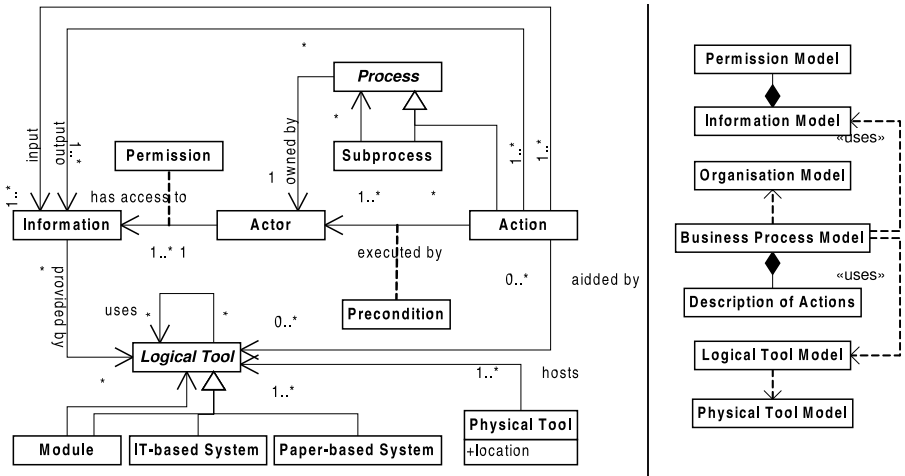 *
Process
Permission Model
input
output
1..*
*
Information Model
Permission
Subprocess
1..*
1..*
«uses»
owned by
1..*
has access to
1
1..*
*
Organisation Model
Information
Actor
Action
Business Process Model
1..* 1
executed by
*
provided by
0..*
aidded by
«uses»
uses
*
*
0..*
Precondition
Description of Actions
Logical Tool
Logical Tool Model
*
1..*
1..*
hosts
Module
IT-based System
Paper-based System
Physical Tool
+location
Physical Tool Model